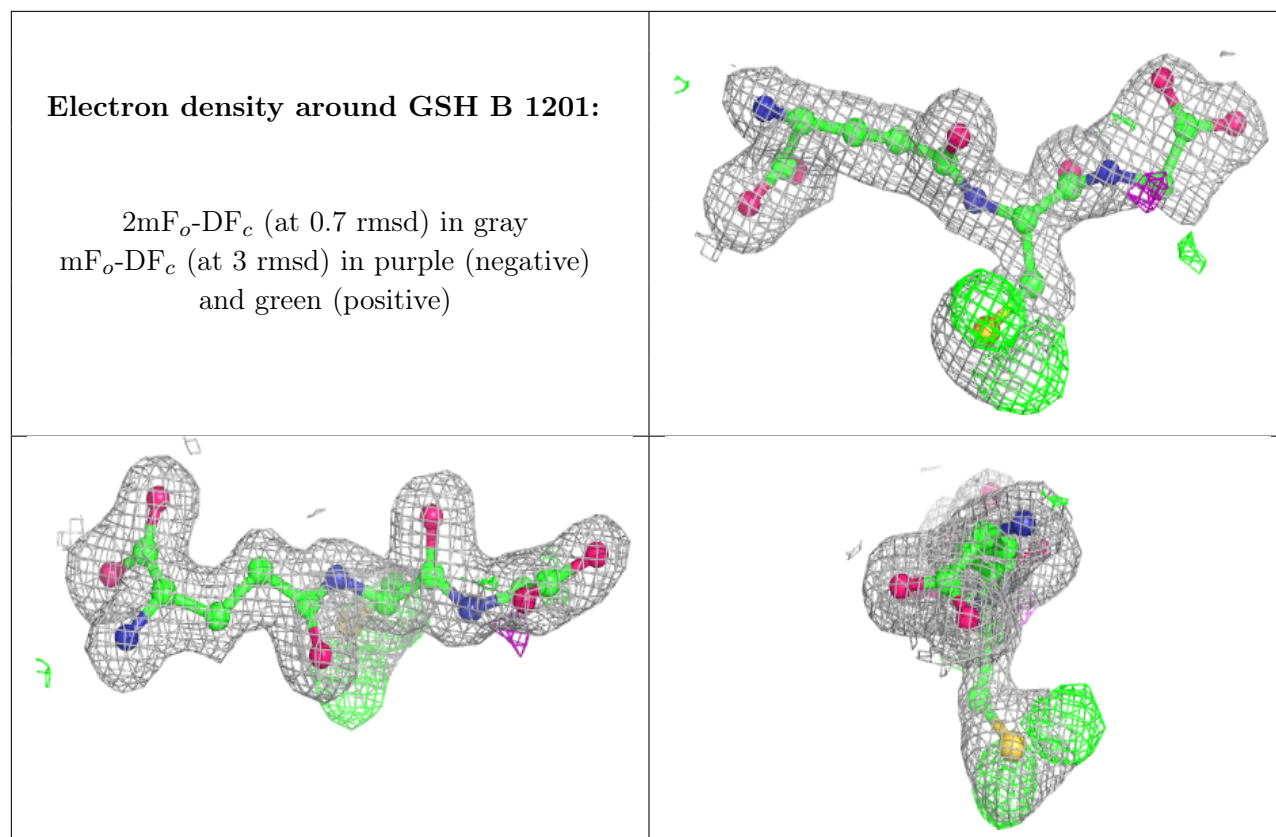 Electron density around GSH B 1201:
2mFo-DFc (at 0.7 rmsd) in gray
mFo-DFc (at 3 rmsd) in purple (negative)
and green (positive)